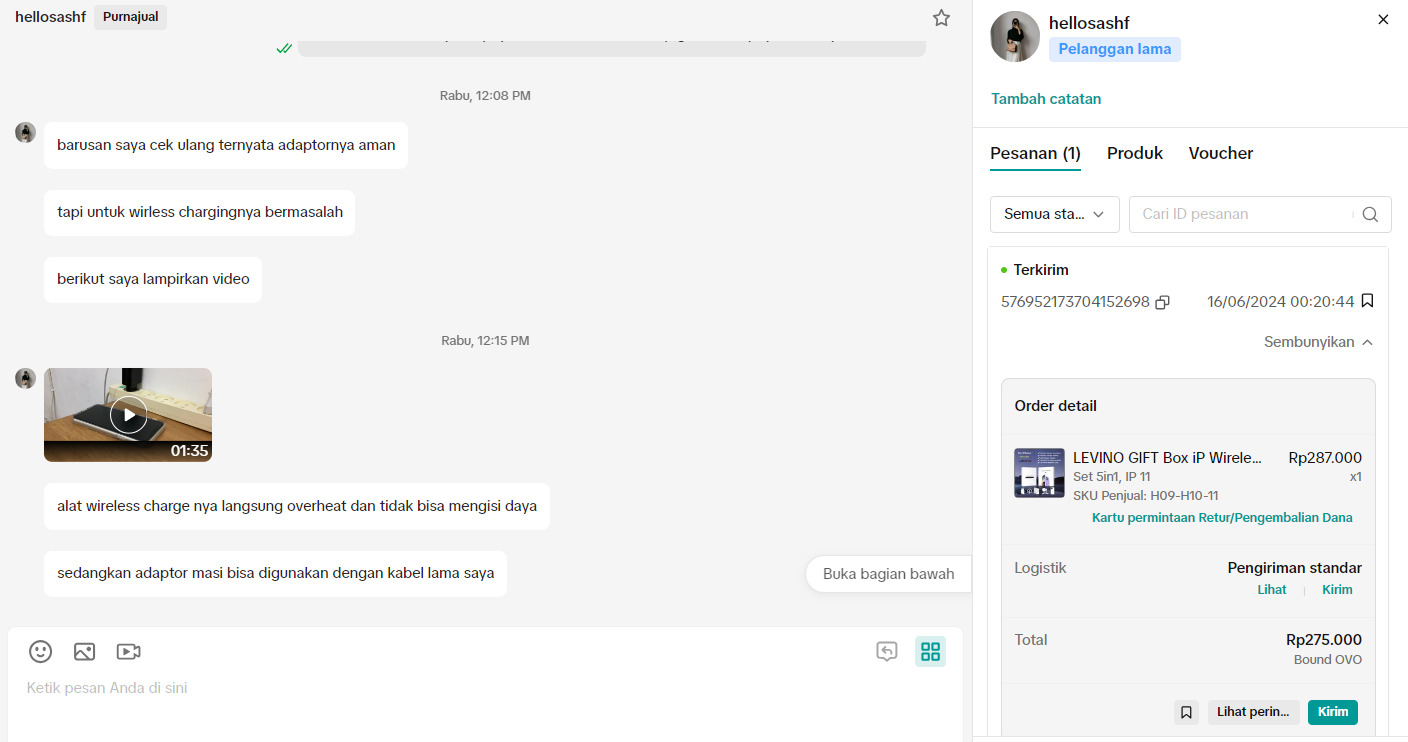 hellosashf Purnajual
Rabu, 12:08 PM
barusan saya cek ulang ternyata adaptornya aman
tapi untuk wirless chargingnya bermasalah
berikut saya lampirkan video
Rabu, 12:15 PM
01:35
alat wireless charge nya langsung overheat dan tidak bisa mengisi daya
sedangkan adaptor masi bisa digunakan dengan kabel lama saya
Buka bagian bawah
Ketik pesan Anda di sini
hellosashf
Pelanggan lama
Tambah catatan
Pesanan (1) Produk Voucher
Semua sta... Cari ID pesanan
Terkirim
576952173704152698 16/06/2024 00:20:44
Sembunyikan
Order detail
LEVINO GIFT Box iP Wirele... Rp287.000
Set 5in1, IP 11 x1
SKU Penjual: H09-H10-11
Kartu permintaan Retur/Pengembalian Dana
Logistik Pengiriman standar
Lihat Kirim
Total Rp275.000
Bound OVO
Lihat perin... Kirim